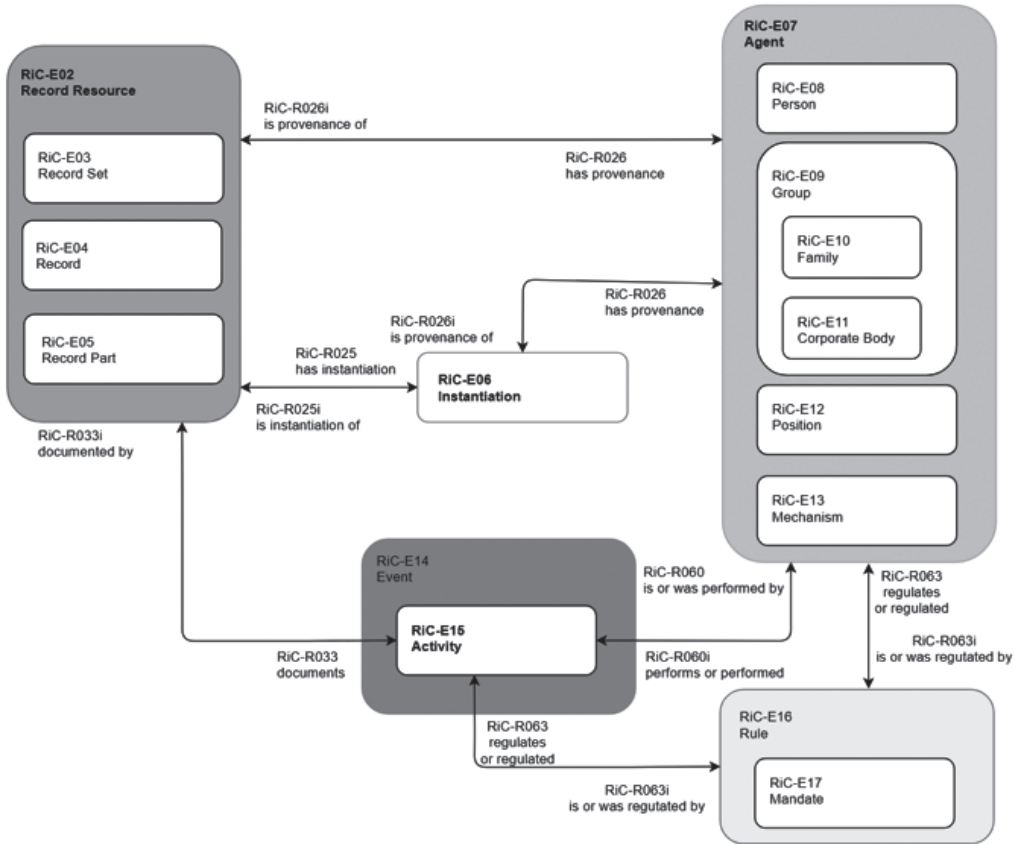 RiC-E02
Record Resource
RiC-E03
Record Set
RiC-E04
Record
RiC-E05
Record Part
RiC-R026i
is provenance of
RiC-R026
has provenance
RiC-E07
Agent
RiC-E08
Person
RiC-E09
Group
RiC-E10
Family
RiC-E11
Corporate Body
RiC-E12
Position
RiC-E13
Mechanism
RiC-R026
has provenance
RiC-R026i
is provenance of
RiC-R025
has instantiation
RiC-R025i
is instantiation of
RiC-E06
Instantiation
RiC-R033i
documented by
RiC-R033
documents
RiC-E14
Event
RiC-E15
Activity
RiC-R060
is or was performed by
RiC-R060i
performs or performed
RiC-R063
regulates
or regulated
RiC-R063i
is or was regutated by
RiC-R063
regulates
or regulated
RiC-R063i
is or was regutated by
RiC-E16
Rule
RiC-E17
Mandate